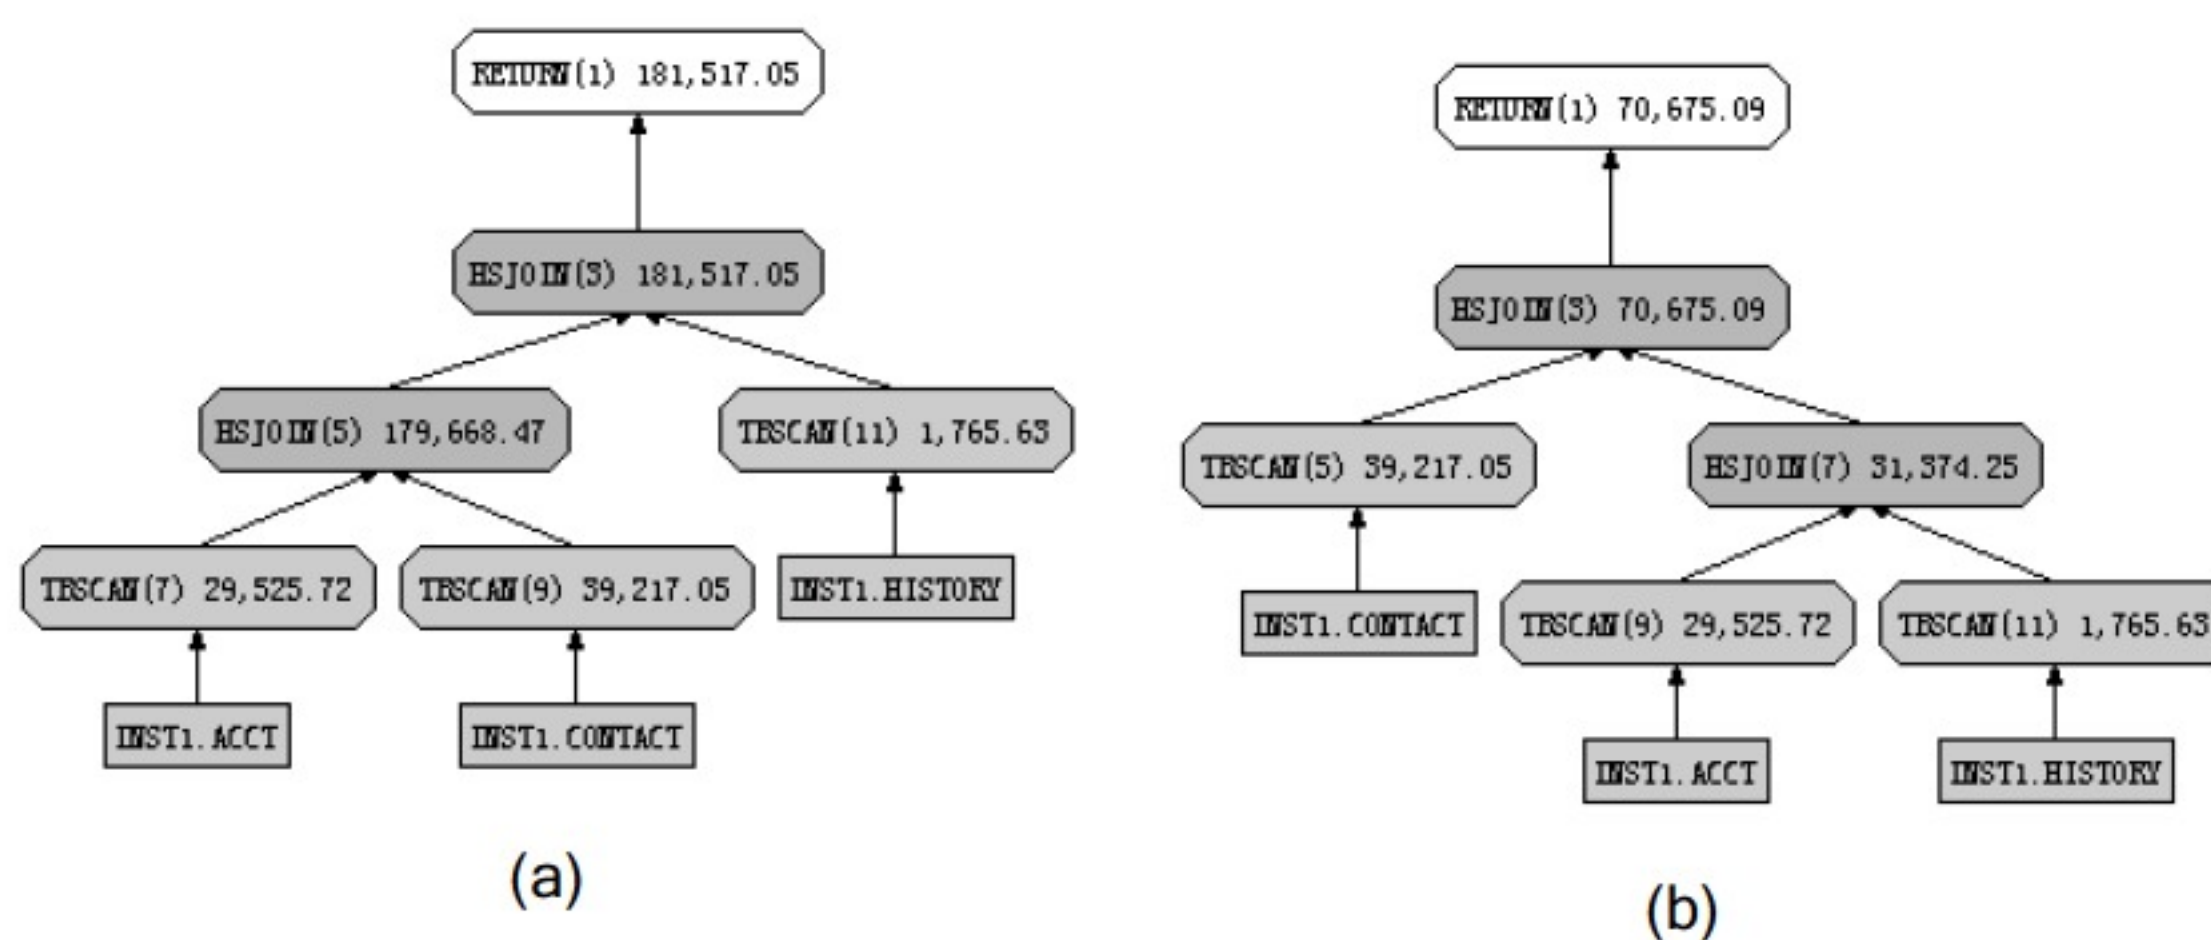 RETURN(1) 181,517.05
HSJOIN(3) 181,517.05
HSJOIN(5) 179,668.47
TBSCAN(11) 1,765.63
TBSCAN(7) 29,525.72
TBSCAN(9) 39,217.05
INST1.HISTORY
INST1.ACCT
INST1.CONTACT
(a)
RETURN(1) 70,675.09
HSJOIN(3) 70,675.09
TBSCAN(5) 39,217.05
HSJOIN(7) 31,374.25
INST1.CONTACT
TBSCAN(9) 29,525.72
TBSCAN(11) 1,765.63
INST1.ACCT
INST1.HISTORY
(b)